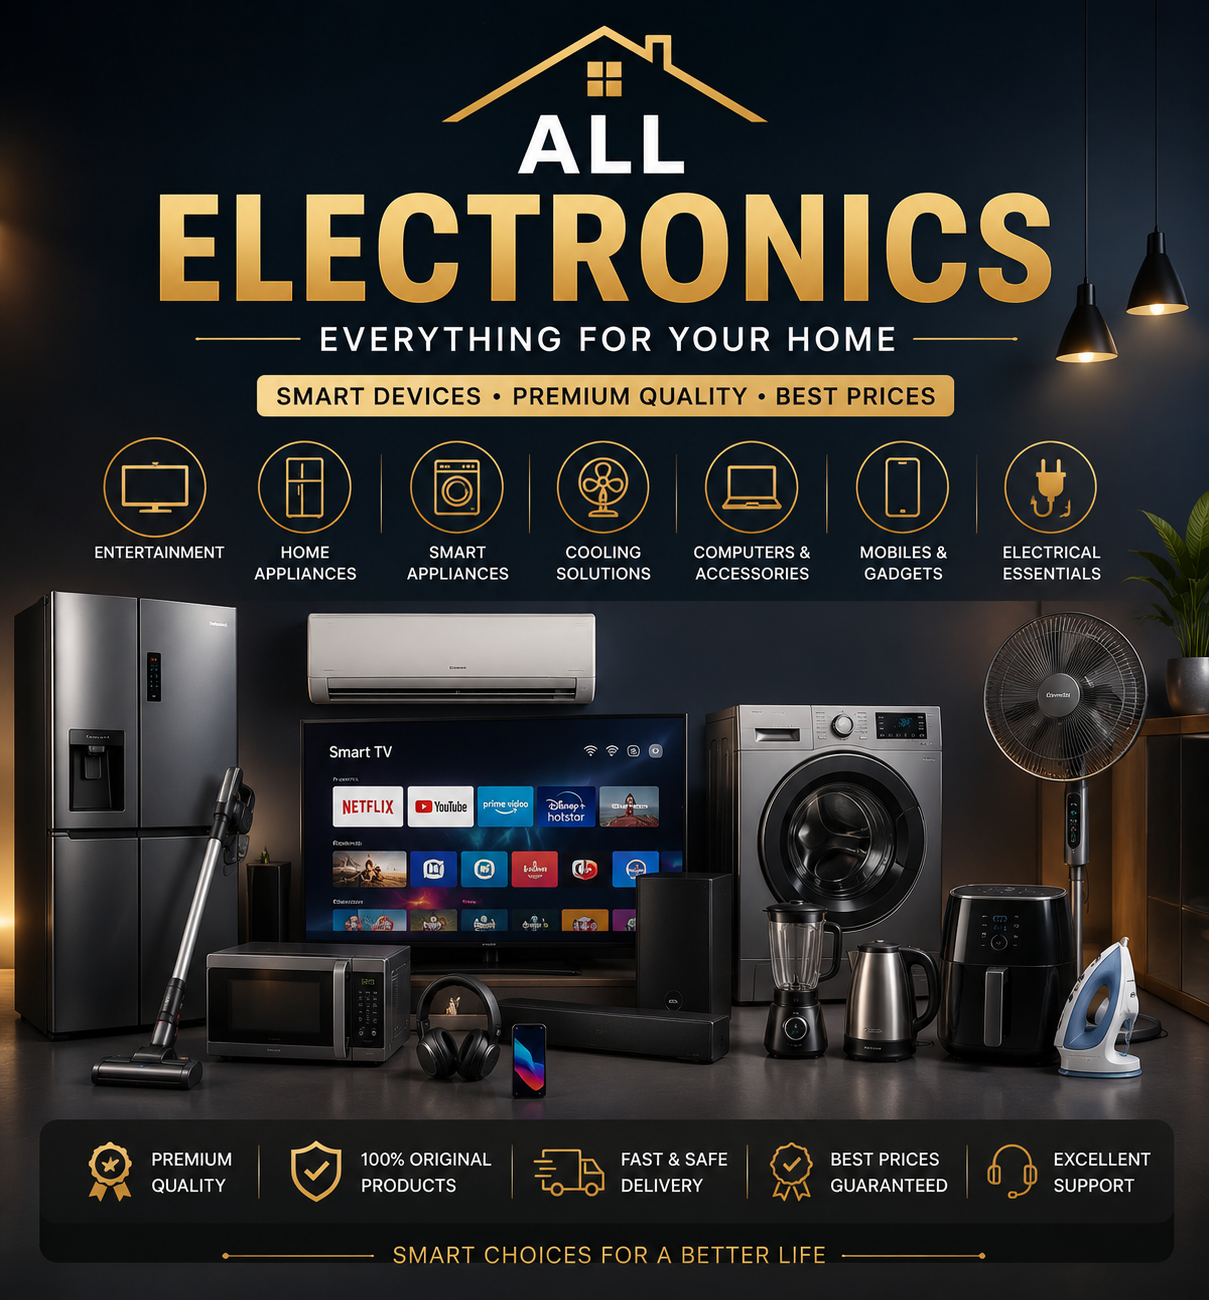 ALL
ELECTRONICS
EVERYTHING FOR YOUR HOME
SMART DEVICES • PREMIUM QUALITY • BEST PRICES
ENTERTAINMENT
HOME
APPLIANCES
SMART
APPLIANCES
COOLING
SOLUTIONS
COMPUTERS &
ACCESSORIES
MOBILES &
GADGETS
ELECTRICAL
ESSENTIALS
Smart TV
NETFLIX
YouTube
prime video
Disney+
hotstar
PREMIUM
QUALITY
100% ORIGINAL
PRODUCTS
FAST & SAFE
DELIVERY
BEST PRICES
GUARANTEED
EXCELLENT
SUPPORT
SMART CHOICES FOR A BETTER LIFE